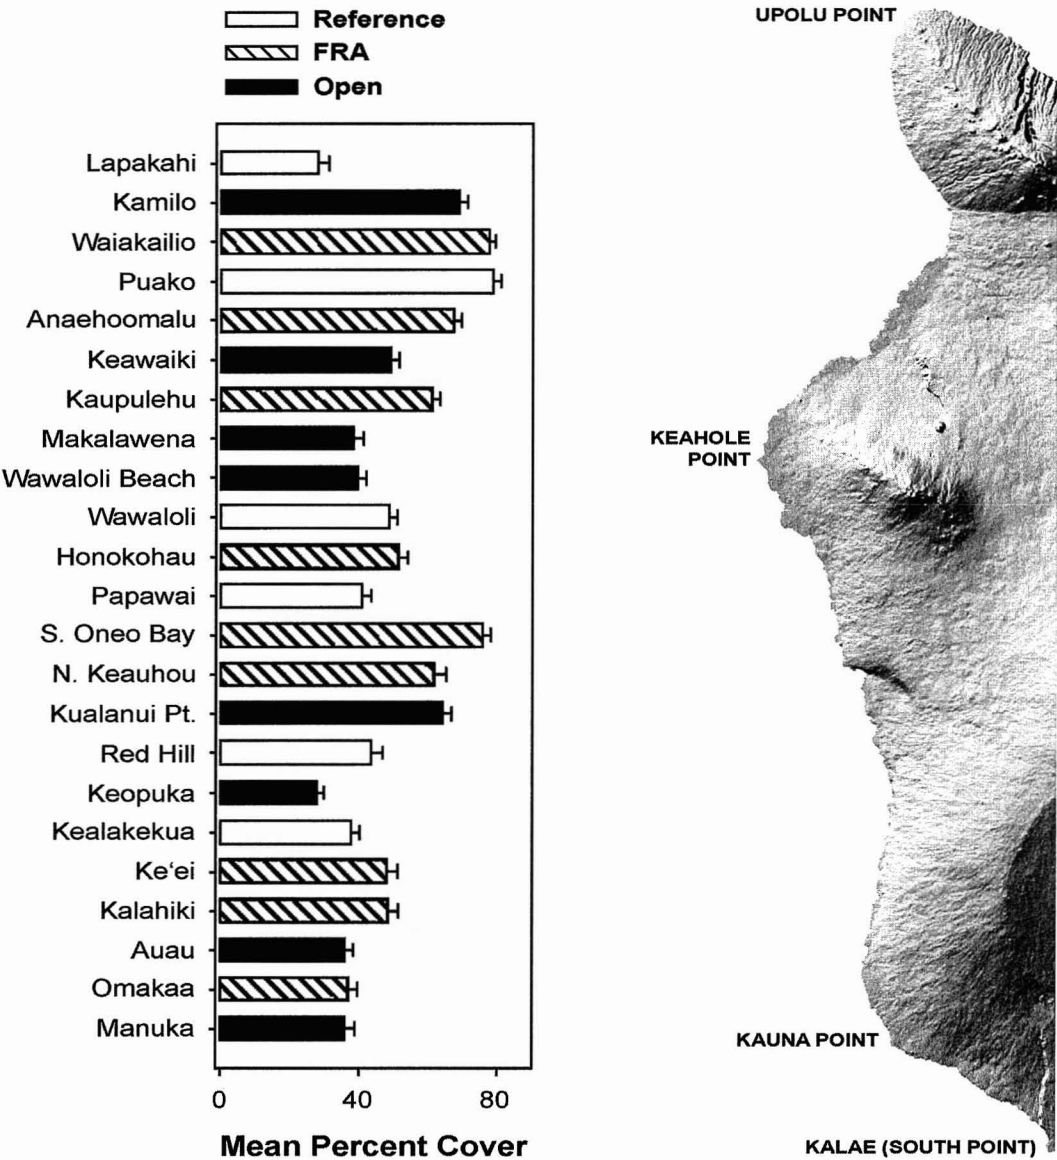 Reference
FRA
Open
Lapakahi
Kamilo
Waiakailio
Puako
Anaehoomalu
Keawaiki
Kaupulehu
Makalawena
Wawaloli Beach
Wawaloli
Honokohau
Papawai
S. Oneo Bay
N. Keauhou
Kualanui Pt.
Red Hill
Keopuka
Kealakekua
Ke‘ei
Kalahiki
Auau
Omakaa
Manuka
0 40 80
Mean Percent Cover
UPOLU POINT
KEAHOLE
POINT
KAUNA POINT
KALAE (SOUTH POINT)